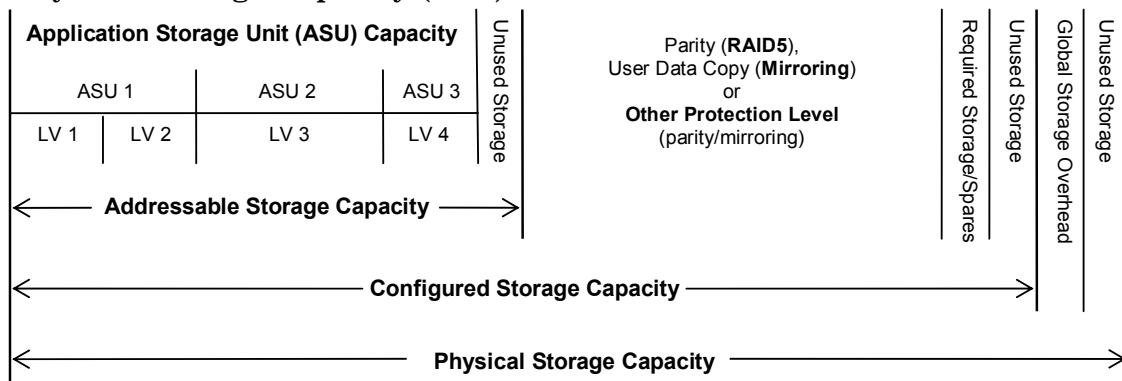 Application Storage Unit (ASU) Capacity
Unused Storage
ASU 1
ASU 2
ASU 3
LV 1
LV 2
LV 3
LV 4
Parity (RAID5),
User Data Copy (Mirroring)
or
Other Protection Level
(parity/mirroring)
Required Storage/Spares
Unused Storage
Global Storage Overhead
Unused Storage
Addressable Storage Capacity
Configured Storage Capacity
Physical Storage Capacity